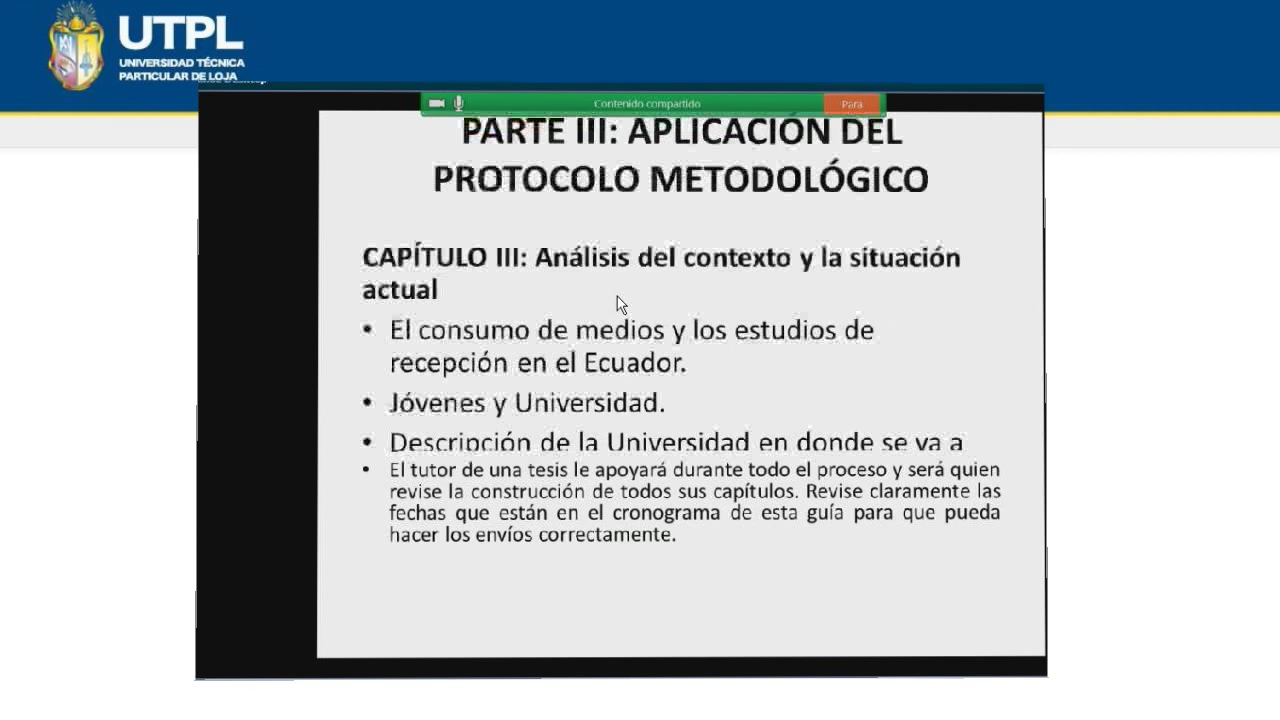 UTPL
UNIVERSIDAD TÉCNICA
PARTICULAR DE LOJA
Contenido compartido
Para
PARTE III: APLICACIÓN DEL
PROTOCOLO METODOLÓGICO
CAPÍTULO III: Análisis del contexto y la situación
actual
• El consumo de medios y los estudios de
recepción en el Ecuador.
• Jóvenes y Universidad.
• Descripción de la Universidad en donde se va a
• El tutor de una tesis le apoyará durante todo el proceso y será quien
revise la construcción de todos sus capítulos. Revise claramente las
fechas que están en el cronograma de esta guía para que pueda
hacer los envíos correctamente.